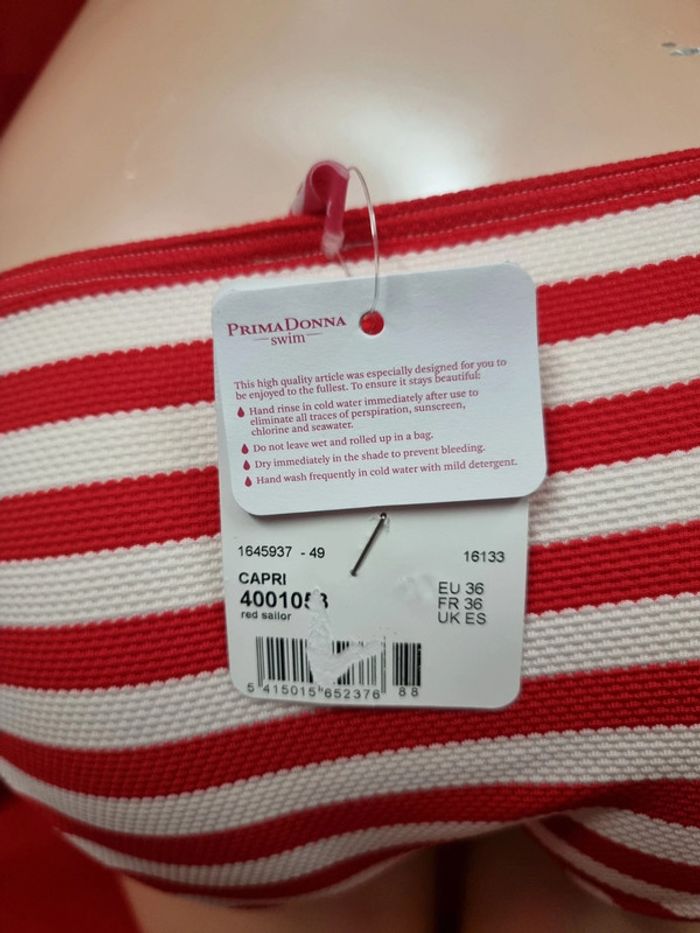 PRIMADONNA
swim
This high quality article was especially designed for you to
be enjoyed to the fullest. To ensure it stays beautiful:
Hand rinse in cold water immediately after use to
eliminate all traces of perspiration, sunscreen,
chlorine and seawater.
Do not leave wet and rolled up in a bag.
Dry immediately in the shade to prevent bleeding.
Hand wash frequently in cold water with mild detergent.
1645937 - 49
16133
CAPRI
EU 36
FR 36
UK ES
red sailor
5 415015 652376 88